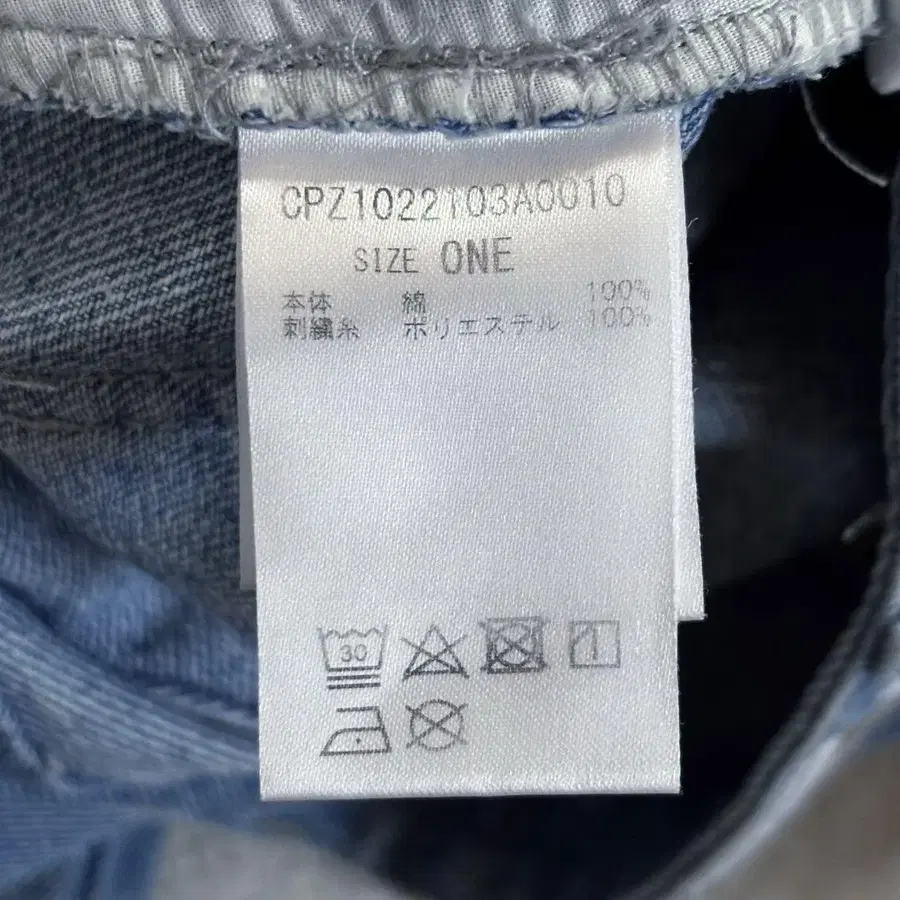 CPZ1022103A0010
SIZE ONE
本体 綿 100%
刺繍糸 ポリエステル 100%
30